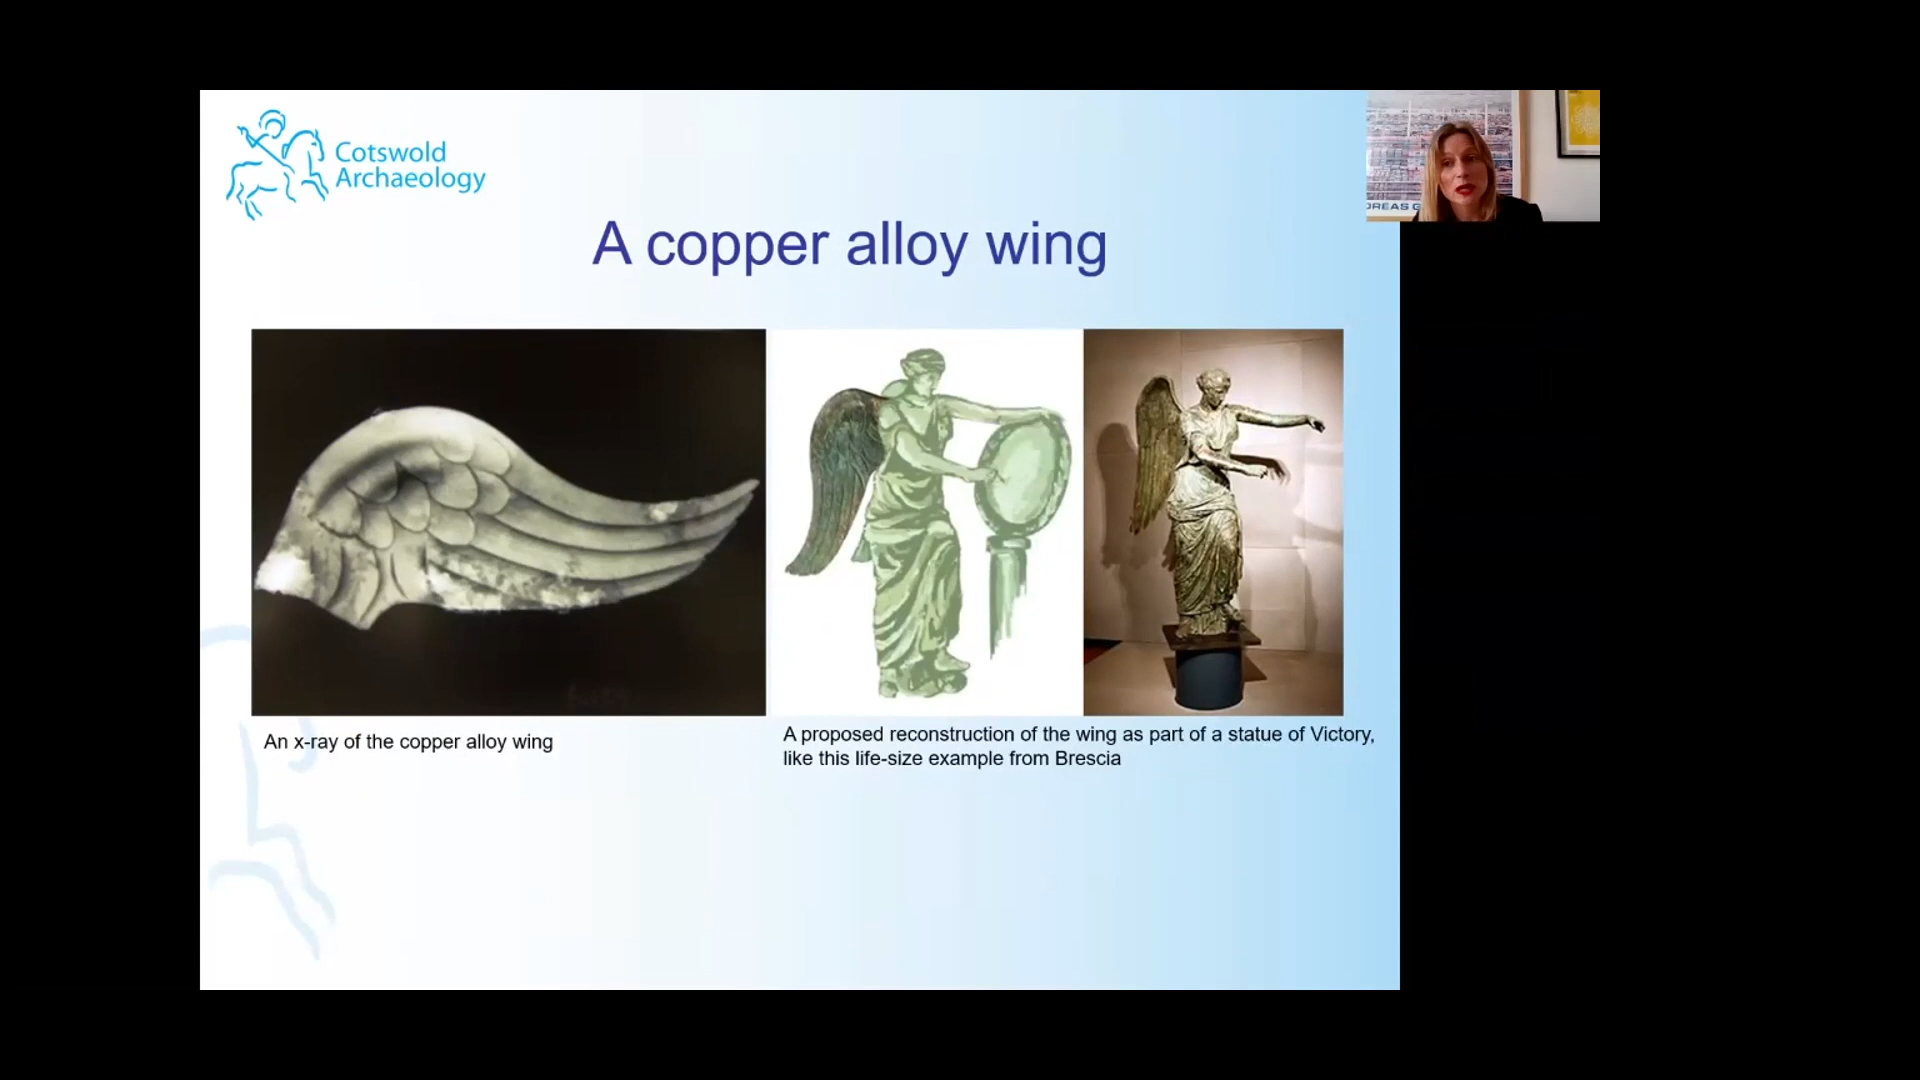 Cotswold
Archaeology
A copper alloy wing
An x-ray of the copper alloy wing
A proposed reconstruction of the wing as part of a statue of Victory,
like this life-size example from Brescia